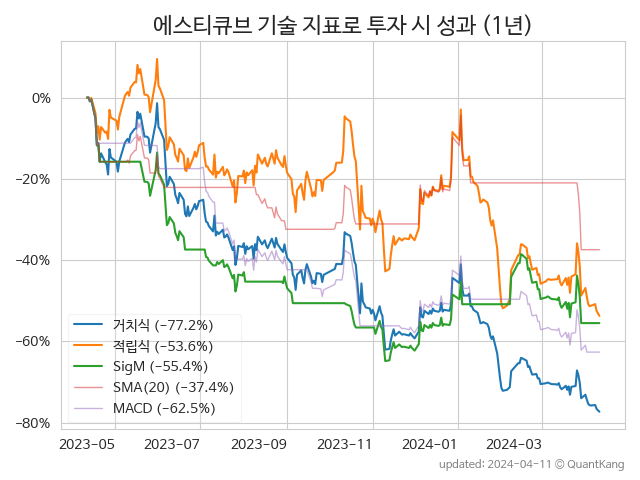 에스티큐브 기술 지표로 투자 시 성과 (1년)
0%
−20%
−40%
−60%
−80%
거치식 (−77.2%)
적립식 (−53.6%)
SigM (−55.4%)
SMA(20) (−37.4%)
MACD (−62.5%)
2023-05 2023-07 2023-09 2023-11 2024-01 2024-03
updated: 2024-04-11 © QuantKang